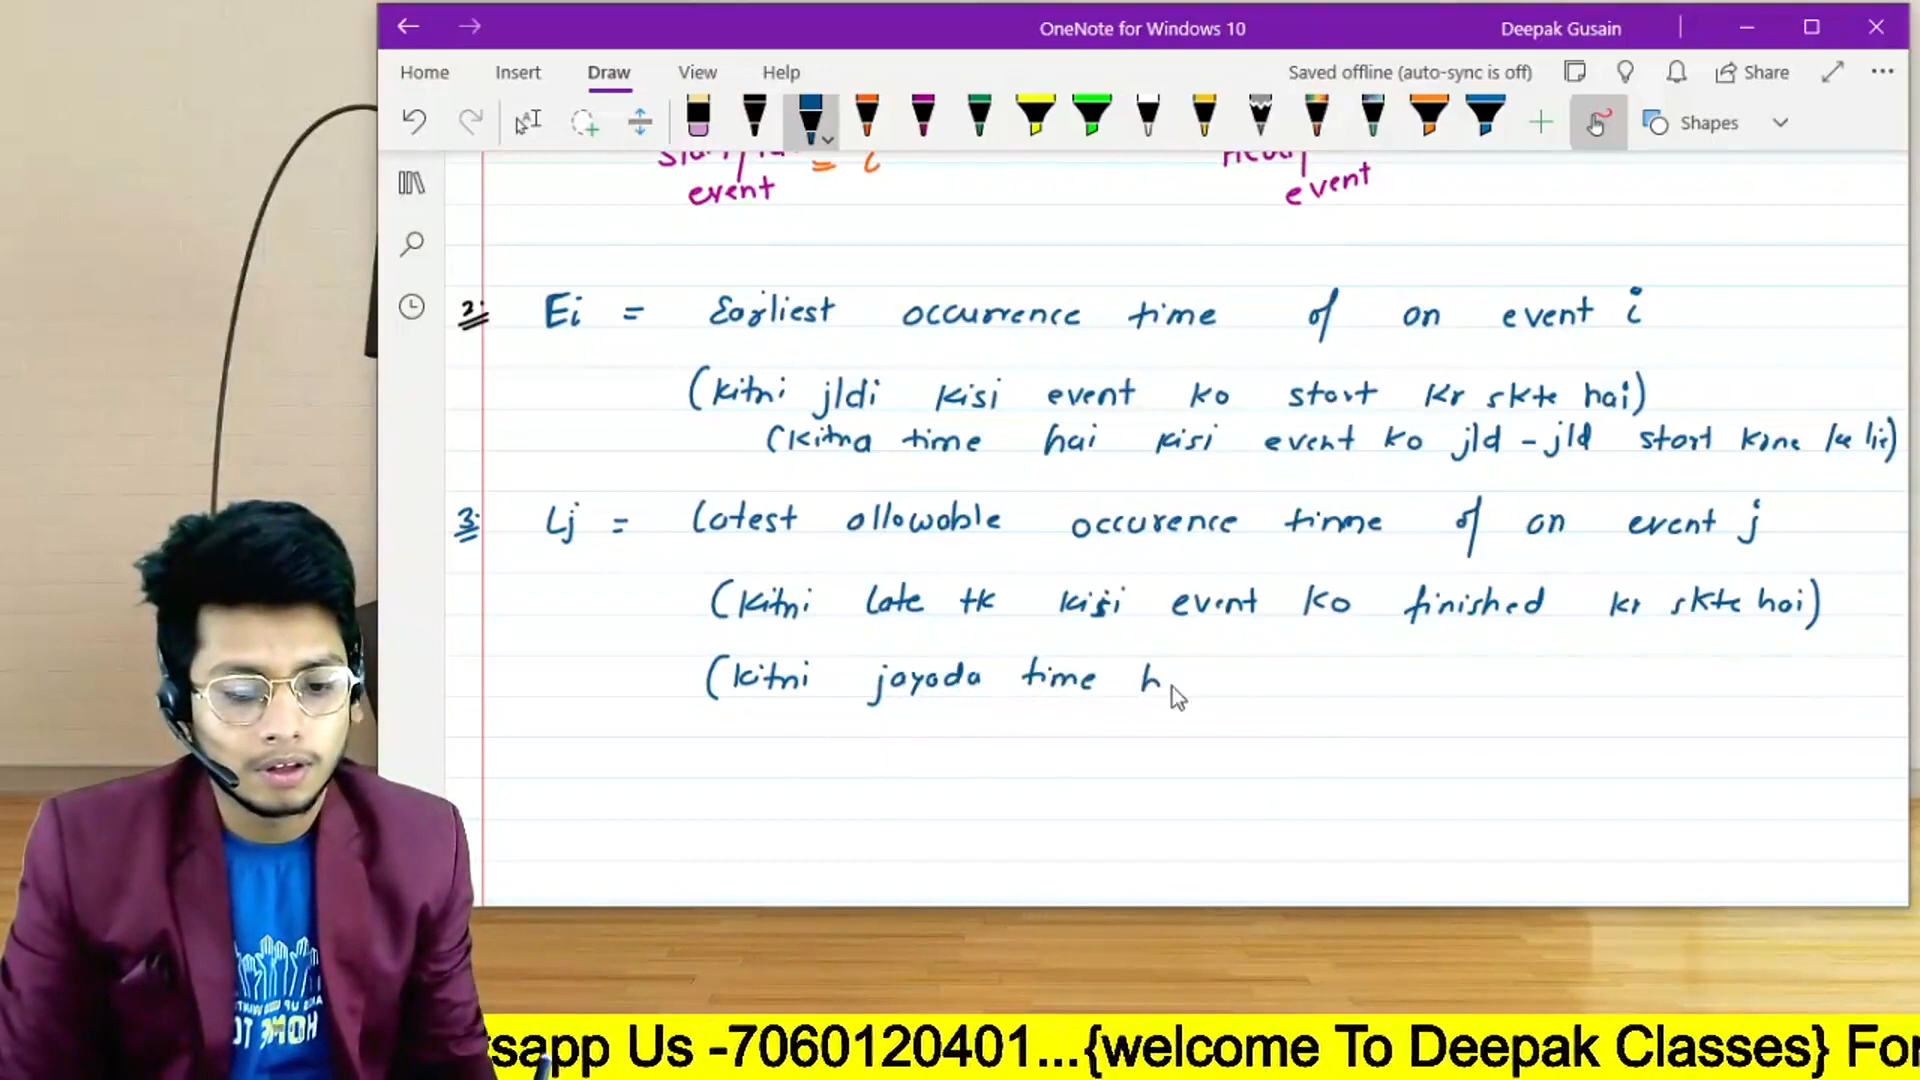 OneNote for Windows 10
Deepak Gusain
Home Insert Draw View Help
Saved offline (auto-sync is off)
Share
Shapes
= i
event
event
2: Ei = Earliest occurrence time of on event i
(kitni jldi kisi event ko start kr skte hai)
(kitna time hai kisi event ko jld - jld start krne ke lie)
3: Lj = Latest allowable occurence time of on event j
(kitni late tk kisi event ko finished kr skte hai)
(kitni jayada time h
HOME
sapp Us -7060120401...{welcome To Deepak Classes} For